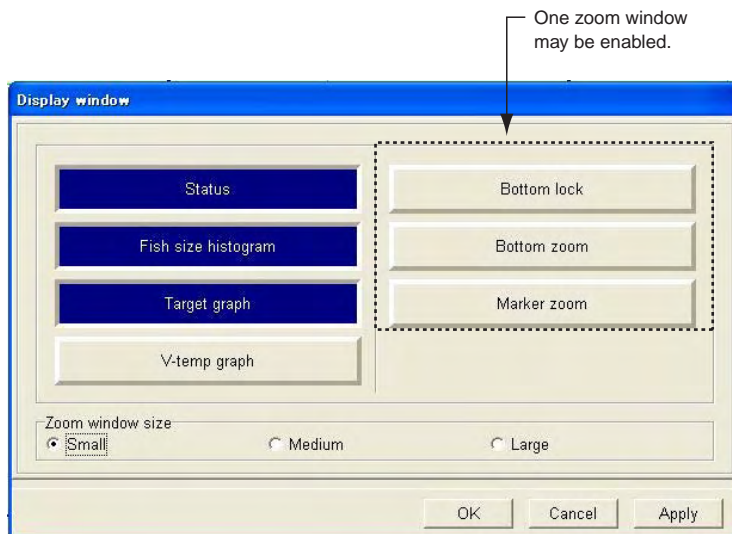 One zoom window
may be enabled.
Display window
Status
Bottom lock
Fish size histogram
Bottom zoom
Target graph
Marker zoom
V-temp graph
Zoom window size
Small
Medium
Large
OK
Cancel
Apply